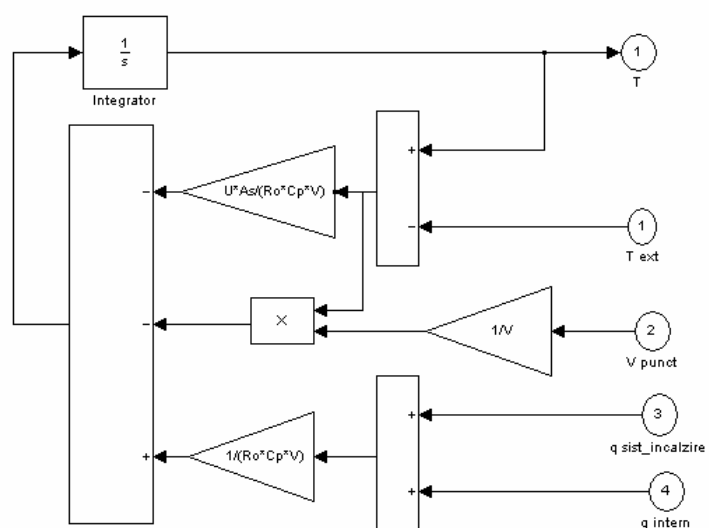 1
s
Integrator
1
T
+
U*As/(Ro*Cp*V)
−
−
1
T ext
−
×
1/V
2
V punct
+
3
q sist_incalzire
+
1/(Ro*Cp*V)
+
4
q intern